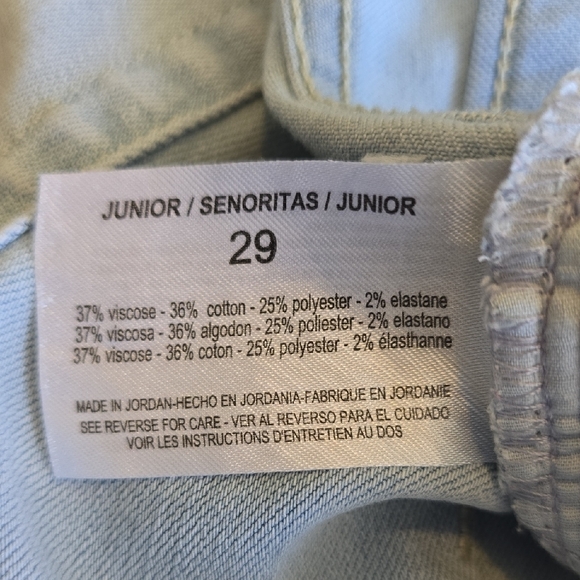 JUNIOR / SENORITAS / JUNIOR
29
37% viscose - 36% cotton - 25% polyester - 2% elastane
37% viscosa - 36% algodon - 25% poliester - 2% elastano
37% viscose - 36% coton - 25% polyester - 2% élasthanne
MADE IN JORDAN-HECHO EN JORDANIA-FABRIQUE EN JORDANIE
SEE REVERSE FOR CARE - VER AL REVERSO PARA EL CUIDADO
VOIR LES INSTRUCTIONS D'ENTRETIEN AU DOS